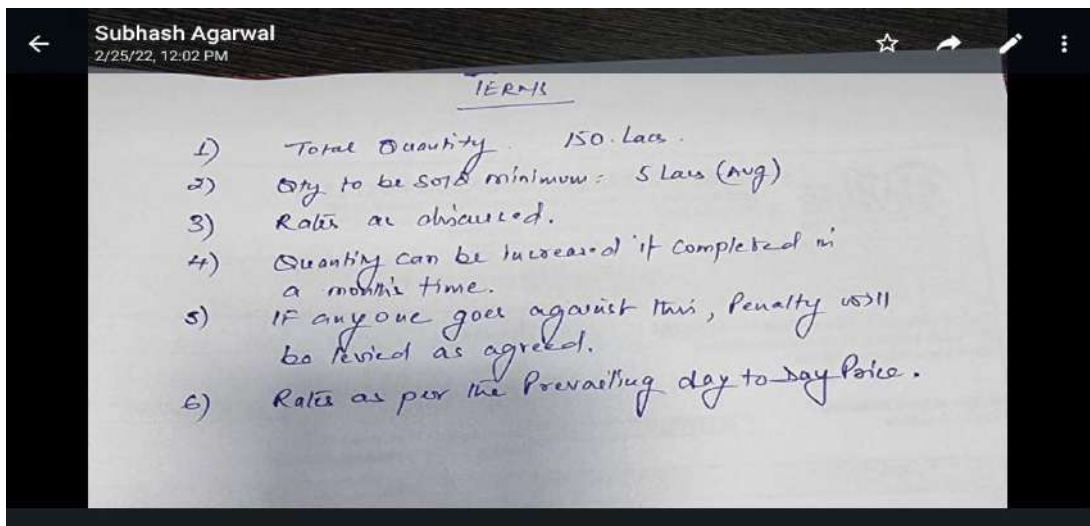 Subhash Agarwal
2/25/22, 12:02 PM
TERMS
1) Total Quantity. 150. Lacs.
2) Qty to be sold minimum = 5 Lacs (Avg)
3) Rates as discussed.
4) Quantity can be increased if completed in
a month's time.
5) IF anyone goes against this, Penalty will
be levied as agreed.
6) Rates as per the Prevailing day to Day Price.